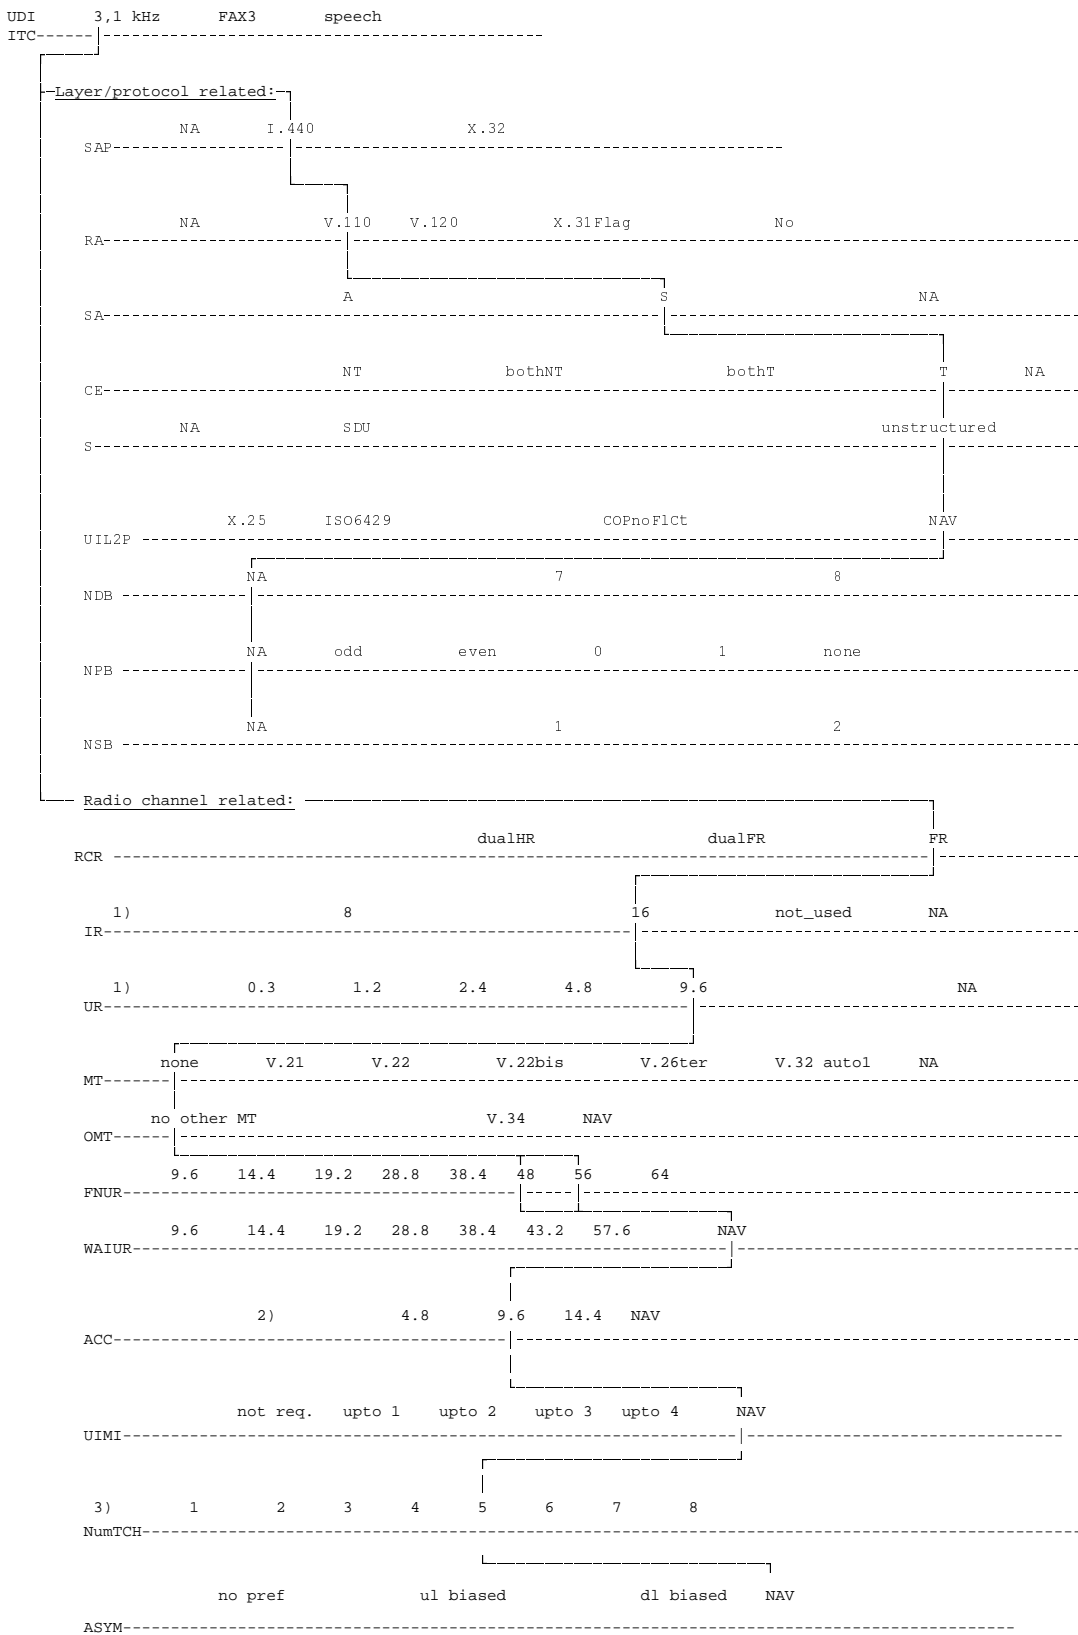 UDI 3,1 kHz FAX3 speech
ITC
Layer/protocol related:
NA I.440 X.32
SAP
NA V.110 V.120 X.31Flag No
RA
A S NA
SA
NT bothNT bothT T NA
CE
NA SDU unstructured
S
X.25 ISO6429 COPnoFlCt NAV
UIL2P
NA 7 8
NDB
NA odd even 0 1 none
NPB
NA 1 2
NSB
Radio channel related:
dualHR dualFR FR
RCR
1) 8 16 not_used NA
IR
1) 0.3 1.2 2.4 4.8 9.6 NA
UR
none V.21 V.22 V.22bis V.26ter V.32 auto1 NA
MT
no other MT V.34 NAV
OMT
9.6 14.4 19.2 28.8 38.4 48 56 64
FNUR
9.6 14.4 19.2 28.8 38.4 43.2 57.6 NAV
WAIUR
2) 4.8 9.6 14.4 NAV
ACC
not req. upto 1 upto 2 upto 3 upto 4 NAV
UIMI
3) 1 2 3 4 5 6 7 8
NumTCH
no pref ul biased dl biased NAV
ASYM